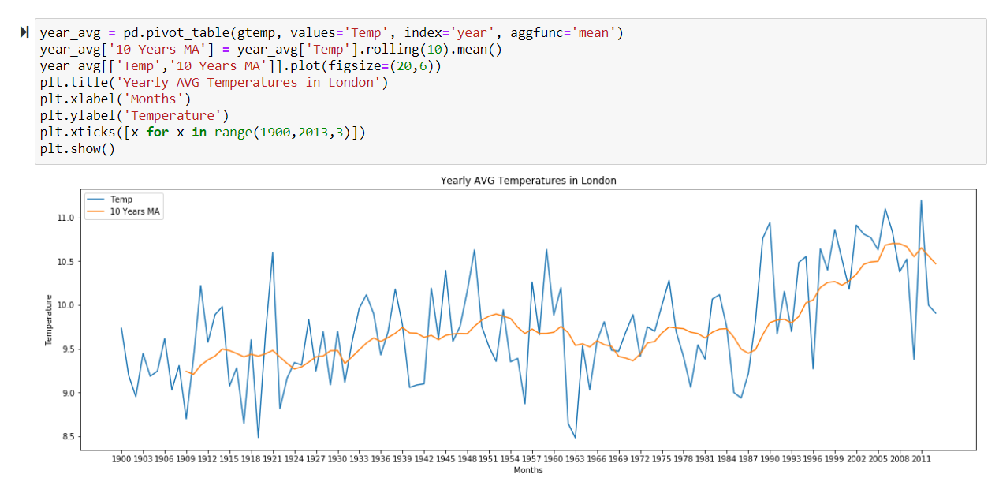 year_avg = pd.pivot_table(gtemp, values='Temp', index='year', aggfunc='mean')
year_avg['10 Years MA'] = year_avg['Temp'].rolling(10).mean()
year_avg[['Temp','10 Years MA']].plot(figsize=(20,6))
plt.title('Yearly AVG Temperatures in London')
plt.xlabel('Months')
plt.ylabel('Temperature')
plt.xticks([x for x in range(1900,2013,3)])
plt.show()
Yearly AVG Temperatures in London
Temp
10 Years MA
11.0
10.5
10.0
9.5
9.0
8.5
Temperature
1900 1903 1906 1909 1912 1915 1918 1921 1924 1927 1930 1933 1936 1939 1942 1945 1948 1951 1954 1957 1960 1963 1966 1969 1972 1975 1978 1981 1984 1987 1990 1993 1996 1999 2002 2005 2008 2011
Months